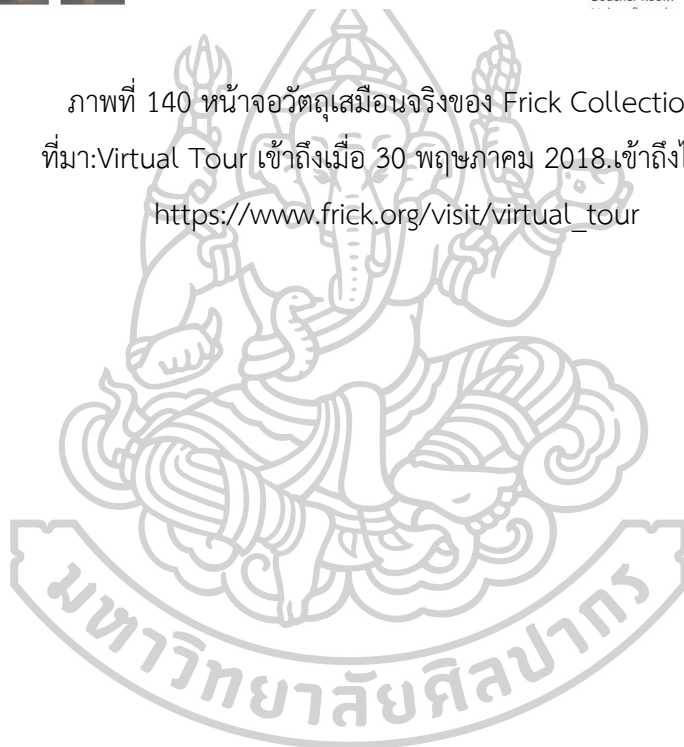 ภาพที่ 140 หน้าจอวัตถุเสมือนจริงของ Frick Collectio
ที่มา:Virtual Tour เข้าถึงเมื่อ 30 พฤษภาคม 2018.เข้าถึงไ
https://www.frick.org/visit/virtual_tour
มหาวิทยาลัยศิลปากร